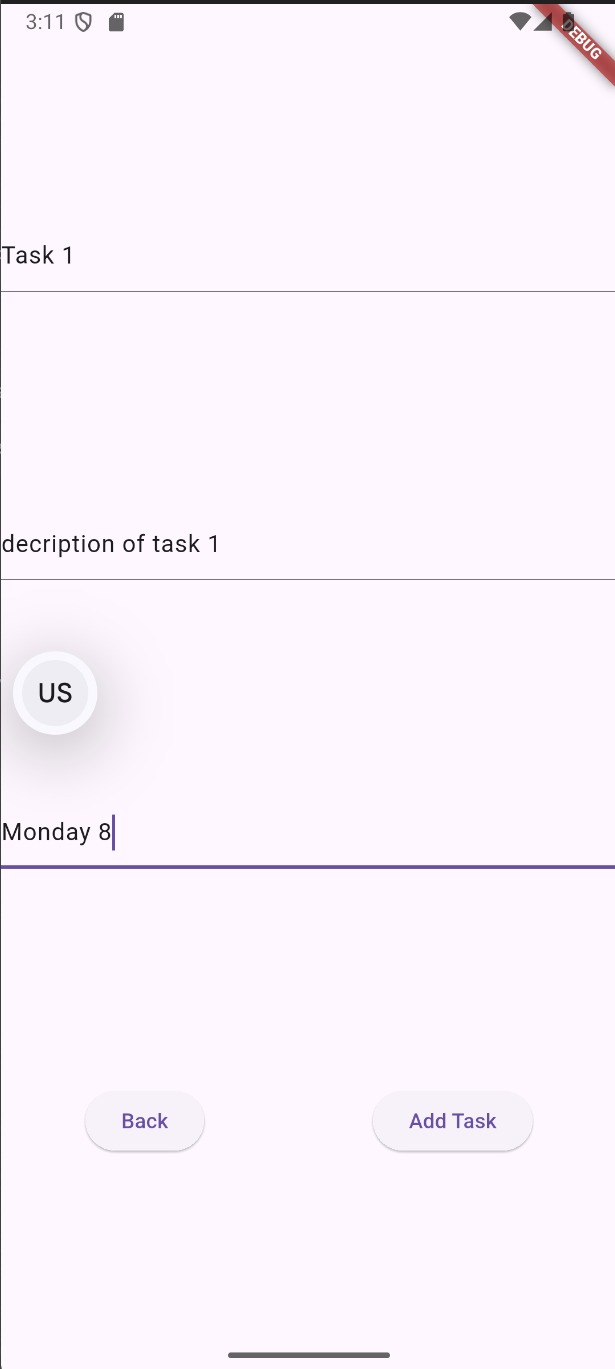 3:11
DEBUG
Task 1
decription of task 1
US
Monday 8
Back Add Task